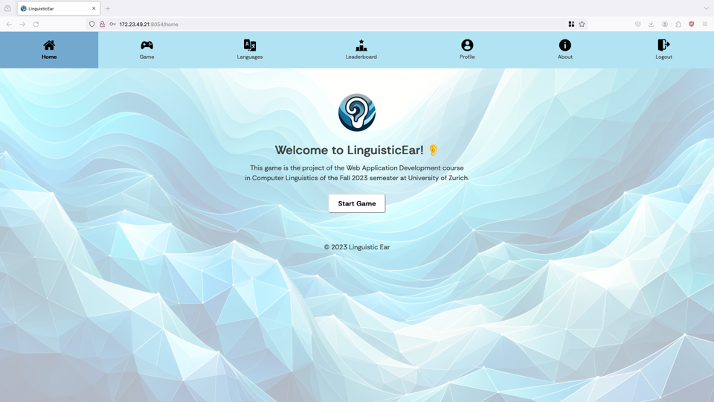 LinguisticEar
172.23.49.21:8054/home
Home
Game
Languages
Leaderboard
Profile
About
Logout
Welcome to LinguisticEar! 👂
This game is the project of the Web Application Development course
in Computer Linguistics of the Fall 2023 semester at University of Zurich.
Start Game
© 2023 Linguistic Ear